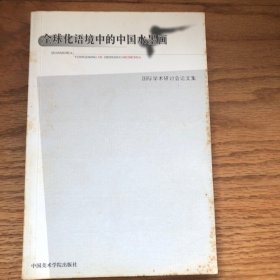 全球化语境中的中国水墨画
国际学术研讨会论文集
中国美术学院出版社